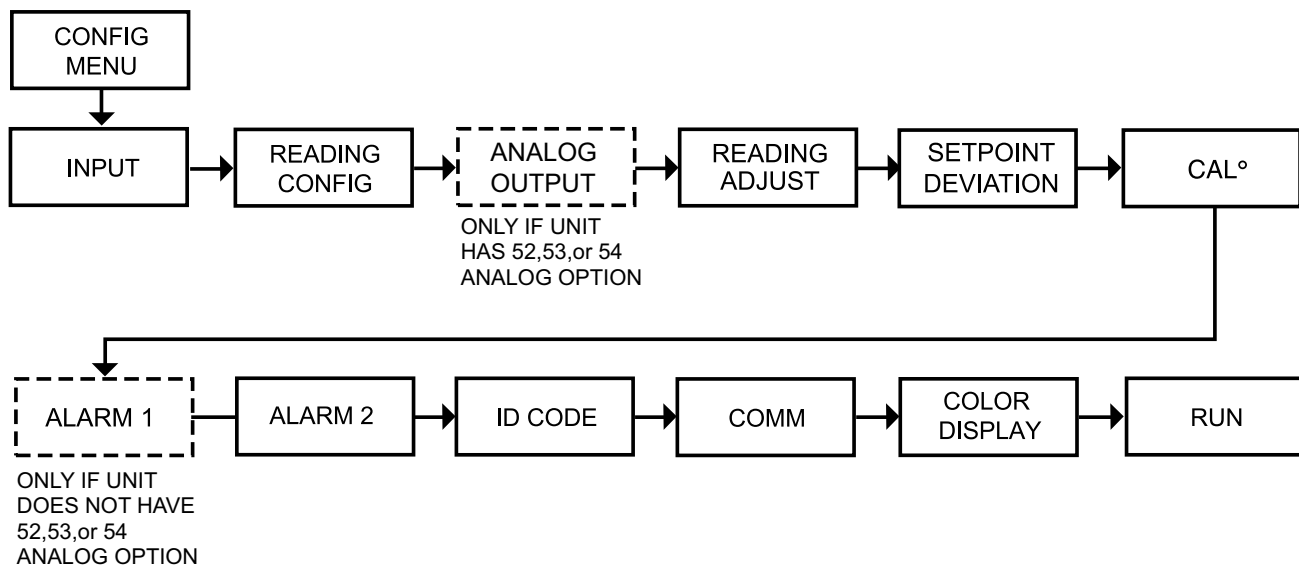 CONFIG
MENU
INPUT
READING
CONFIG
ANALOG
OUTPUT
ONLY IF UNIT
HAS 52,53,or 54
ANALOG OPTION
READING
ADJUST
SETPOINT
DEVIATION
CAL°
ALARM 1
ONLY IF UNIT
DOES NOT HAVE
52,53,or 54
ANALOG OPTION
ALARM 2
ID CODE
COMM
COLOR
DISPLAY
RUN